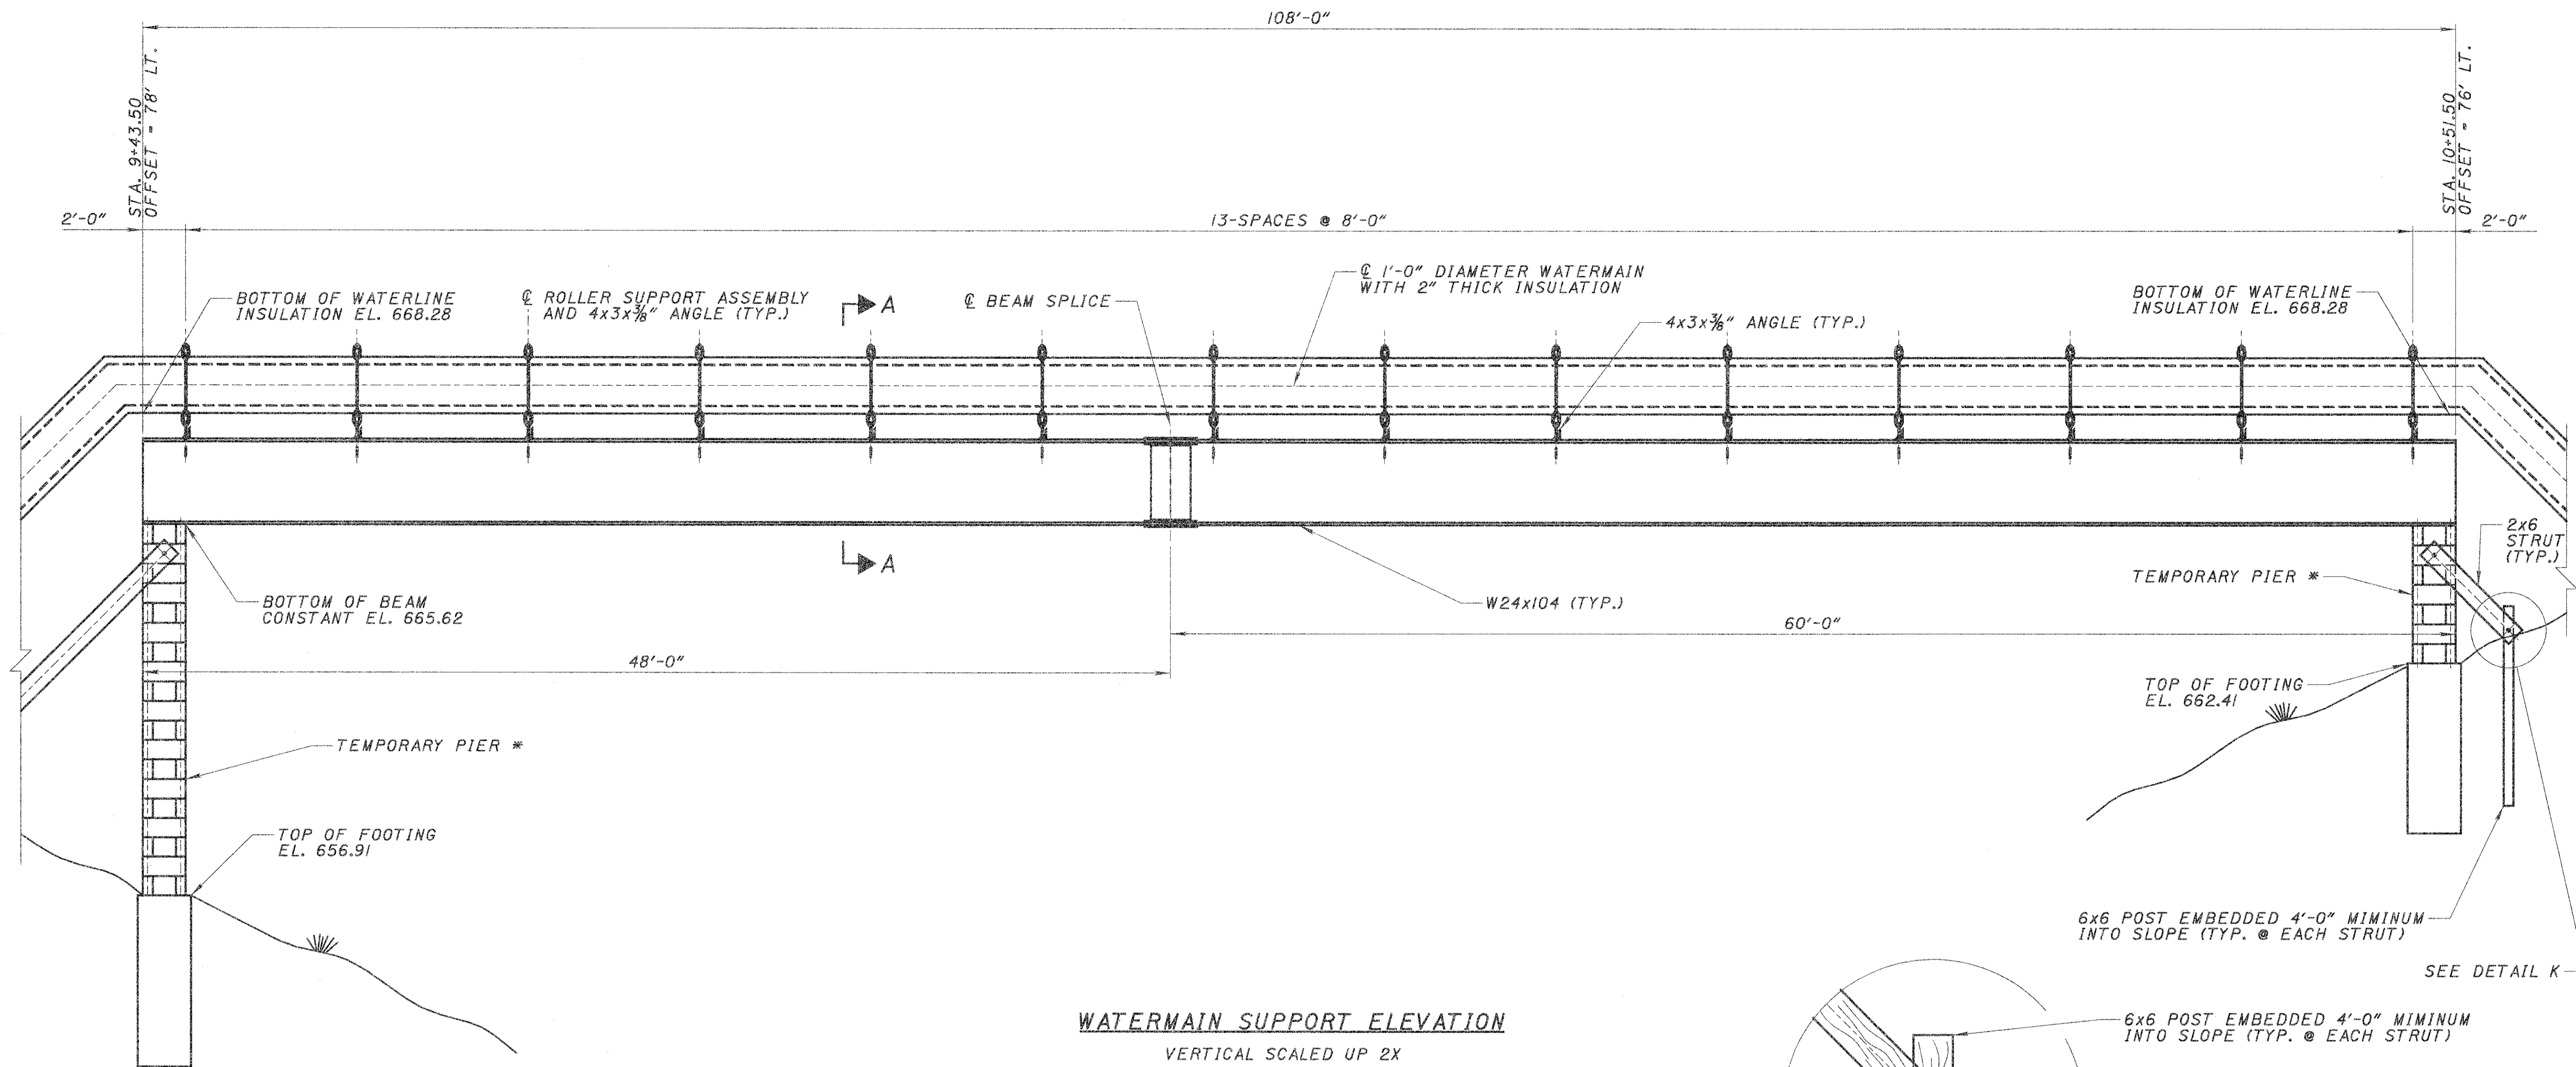 108'-0"
STA. 9+43.50
OFFSET = 78' LT.
STA. 10+51.50
OFFSET = 76' LT.
2'-0"
13-SPACES @ 8'-0"
2'-0"
BOTTOM OF WATERLINE
INSULATION EL. 668.28
℄ ROLLER SUPPORT ASSEMBLY
AND 4x3x⅜" ANGLE (TYP.)
A
℄ BEAM SPLICE
℄ 1'-0" DIAMETER WATERMAIN
WITH 2" THICK INSULATION
4x3x⅜" ANGLE (TYP.)
BOTTOM OF WATERLINE
INSULATION EL. 668.28
2x6
STRUT
(TYP.)
A
BOTTOM OF BEAM
CONSTANT EL. 665.62
W24x104 (TYP.)
TEMPORARY PIER *
60'-0"
48'-0"
TOP OF FOOTING
EL. 662.41
TEMPORARY PIER *
TOP OF FOOTING
EL. 656.91
6x6 POST EMBEDDED 4'-0" MIMINUM
INTO SLOPE (TYP. @ EACH STRUT)
SEE DETAIL K
WATERMAIN SUPPORT ELEVATION
VERTICAL SCALED UP 2X
6x6 POST EMBEDDED 4'-0" MIMINUM
INTO SLOPE (TYP. @ EACH STRUT)